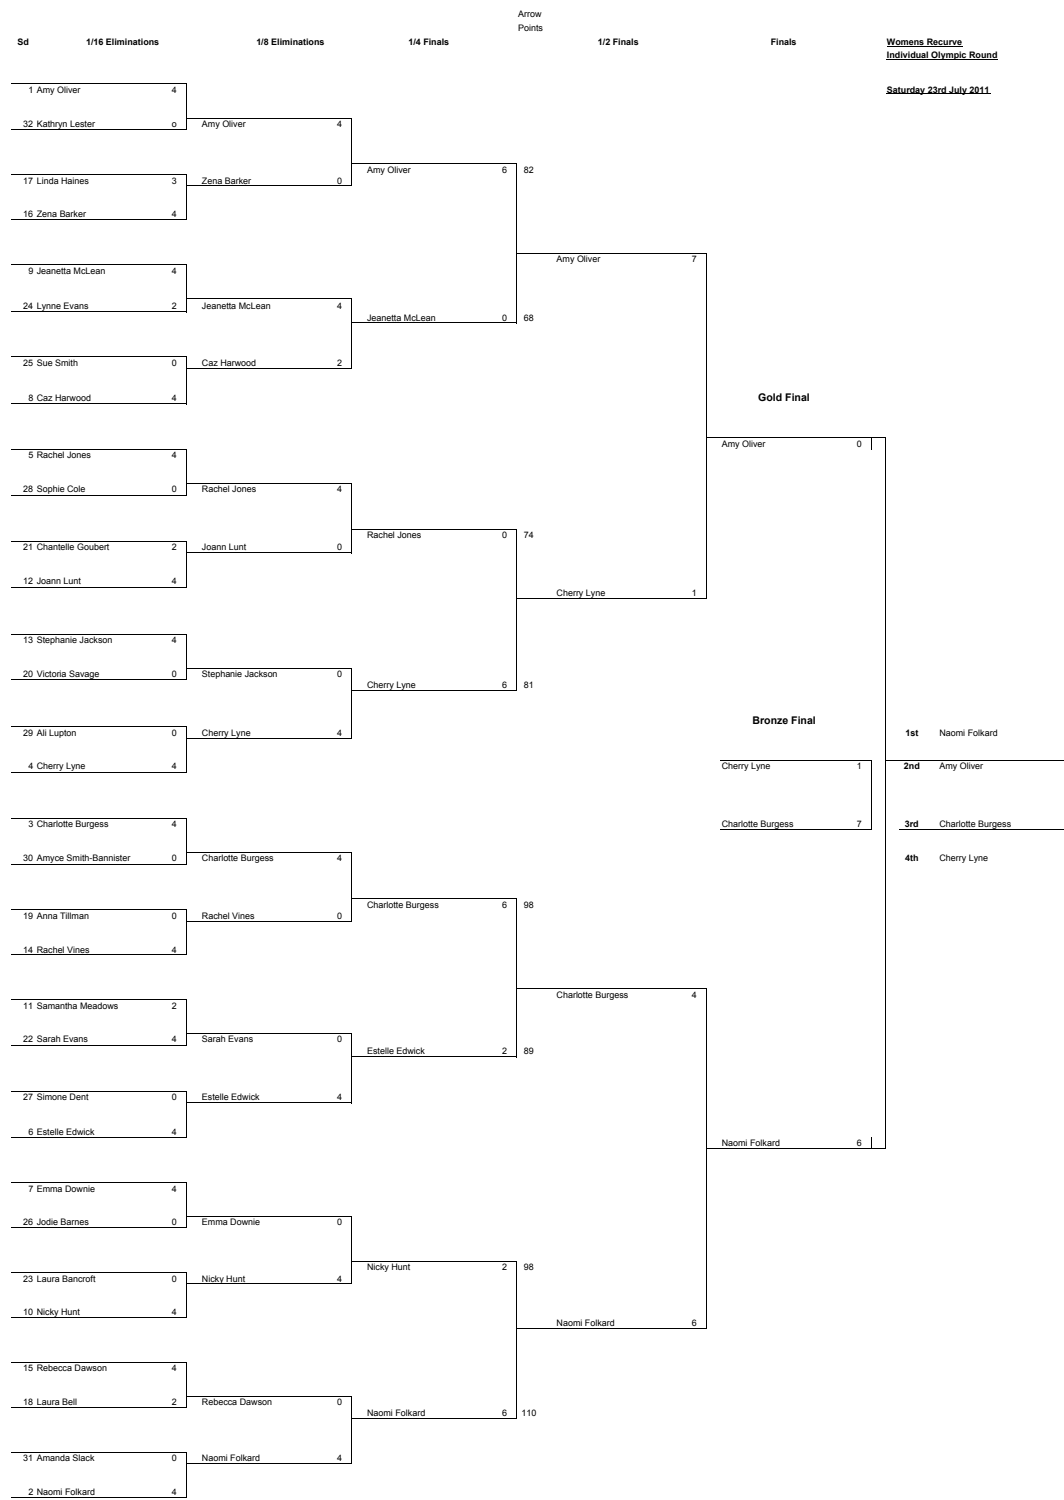 Arrow
Points
Sd 1/16 Eliminations 1/8 Eliminations 1/4 Finals 1/2 Finals Finals Womens Recurve
Individual Olympic Round
1 Amy Oliver 4 Saturday 23rd July 2011
32 Kathryn Lester o Amy Oliver 4
Amy Oliver 6 82
17 Linda Haines 3 Zena Barker 0
16 Zena Barker 4
Amy Oliver 7
9 Jeanetta McLean 4
24 Lynne Evans 2 Jeanetta McLean 4
Jeanetta McLean 0 68
25 Sue Smith 0 Caz Harwood 2
8 Caz Harwood 4 Gold Final
Amy Oliver 0
5 Rachel Jones 4
28 Sophie Cole 0 Rachel Jones 4
Rachel Jones 0 74
21 Chantelle Goubert 2 Joann Lunt 0
12 Joann Lunt 4
Cherry Lyne 1
13 Stephanie Jackson 4
20 Victoria Savage 0 Stephanie Jackson 0
Cherry Lyne 6 81
Bronze Final
29 Ali Lupton 0 Cherry Lyne 4 1st Naomi Folkard
4 Cherry Lyne 4 Cherry Lyne 1 2nd Amy Oliver
3 Charlotte Burgess 4 Charlotte Burgess 7 3rd Charlotte Burgess
30 Amyce Smith-Bannister 0 Charlotte Burgess 4 4th Cherry Lyne
Charlotte Burgess 6 98
19 Anna Tillman 0 Rachel Vines 0
14 Rachel Vines 4
Charlotte Burgess 4
11 Samantha Meadows 2
22 Sarah Evans 4 Sarah Evans 0
Estelle Edwick 2 89
27 Simone Dent 0 Estelle Edwick 4
6 Estelle Edwick 4
Naomi Folkard 6
7 Emma Downie 4
26 Jodie Barnes 0 Emma Downie 0
Nicky Hunt 2 98
23 Laura Bancroft 0 Nicky Hunt 4
10 Nicky Hunt 4
Naomi Folkard 6
15 Rebecca Dawson 4
18 Laura Bell 2 Rebecca Dawson 0
Naomi Folkard 6 110
31 Amanda Slack 0 Naomi Folkard 4
2 Naomi Folkard 4